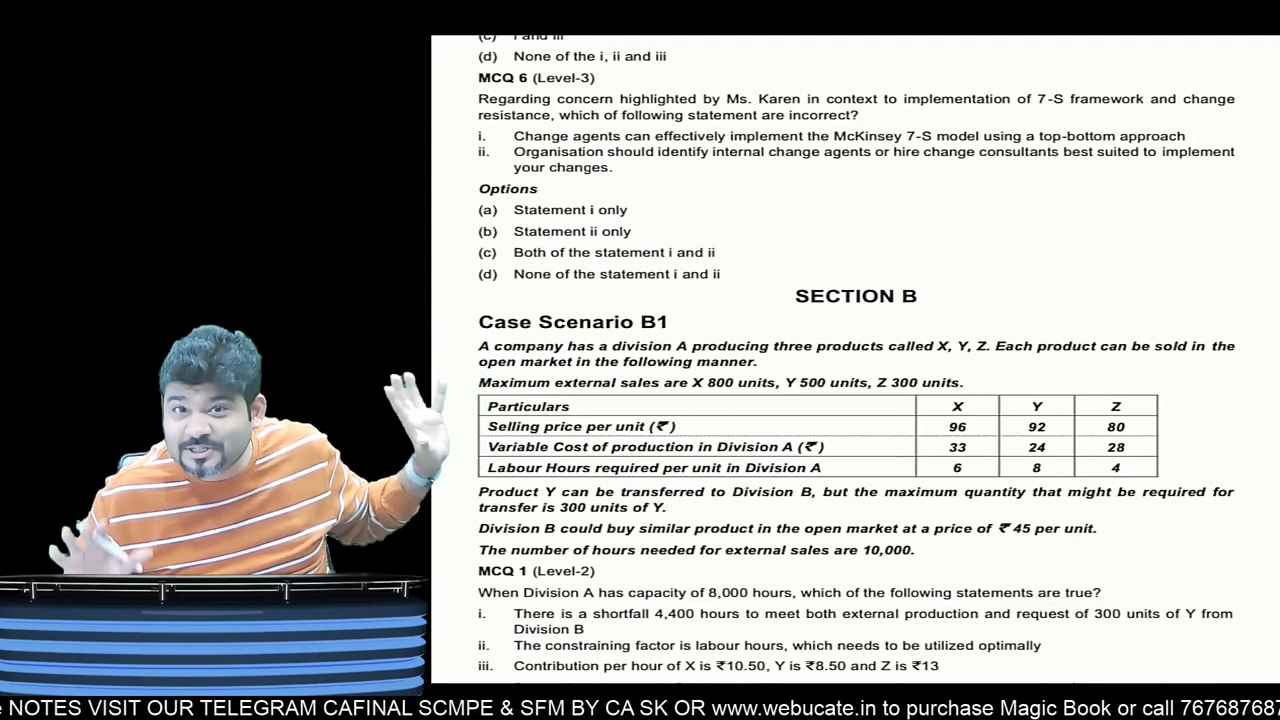 (c) i and iii
(d) None of the i, ii and iii
MCQ 6 (Level-3)
Regarding concern highlighted by Ms. Karen in context to implementation of 7-S framework and change
resistance, which of following statement are incorrect?
i. Change agents can effectively implement the McKinsey 7-S model using a top-bottom approach
ii. Organisation should identify internal change agents or hire change consultants best suited to implement
your changes.
Options
(a) Statement i only
(b) Statement ii only
(c) Both of the statement i and ii
(d) None of the statement i and ii
SECTION B
Case Scenario B1
A company has a division A producing three products called X, Y, Z. Each product can be sold in the
open market in the following manner.
Maximum external sales are X 800 units, Y 500 units, Z 300 units.
Particulars X Y Z
Selling price per unit (₹) 96 92 80
Variable Cost of production in Division A (₹) 33 24 28
Labour Hours required per unit in Division A 6 8 4
Product Y can be transferred to Division B, but the maximum quantity that might be required for
transfer is 300 units of Y.
Division B could buy similar product in the open market at a price of ₹ 45 per unit.
The number of hours needed for external sales are 10,000.
MCQ 1 (Level-2)
When Division A has capacity of 8,000 hours, which of the following statements are true?
i. There is a shortfall 4,400 hours to meet both external production and request of 300 units of Y from
Division B
ii. The constraining factor is labour hours, which needs to be utilized optimally
iii. Contribution per hour of X is ₹10.50, Y is ₹8.50 and Z is ₹13
NOTES VISIT OUR TELEGRAM CAFINAL SCMPE & SFM BY CA SK OR www.webucate.in to purchase Magic Book or call 767687687